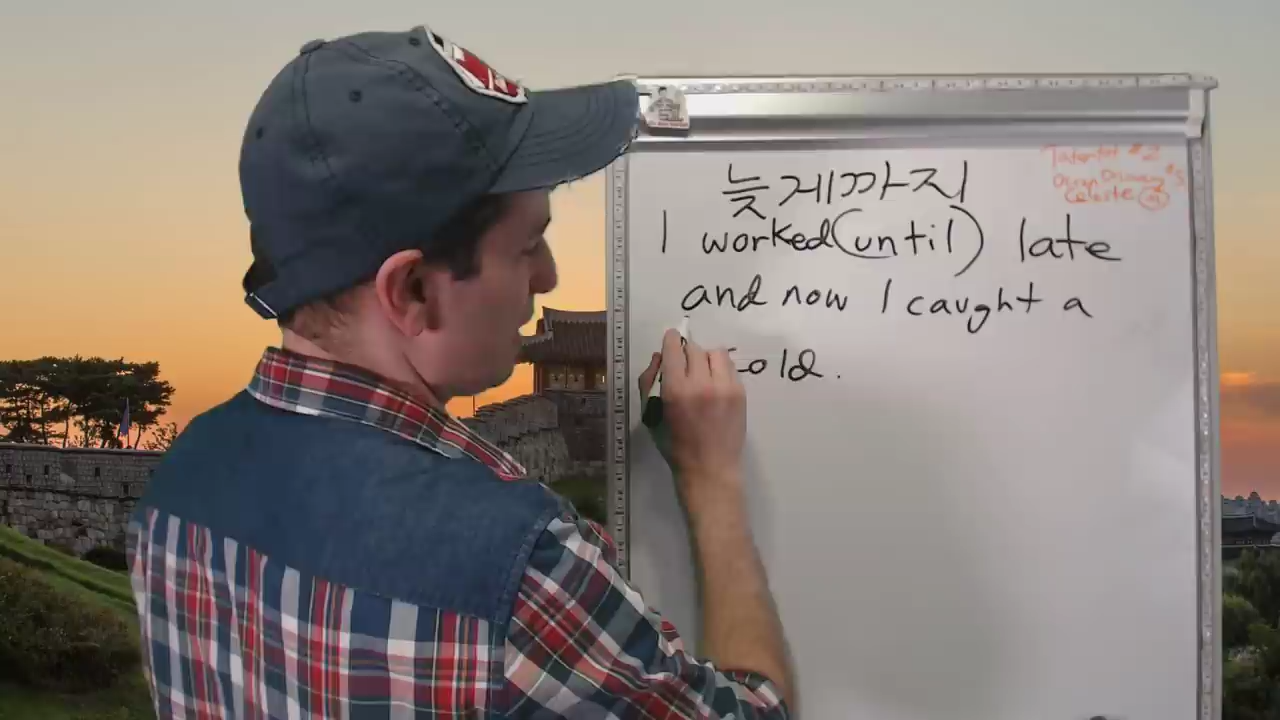 늦게까지
I worked (until) late
and now I caught a
cold.